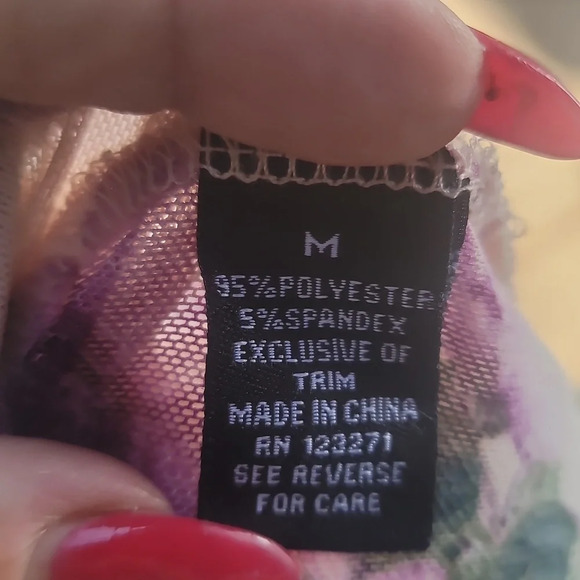 M
95%POLYESTER
5%SPANDEX
EXCLUSIVE OF
TRIM
MADE IN CHINA
RN 123271
SEE REVERSE
FOR CARE